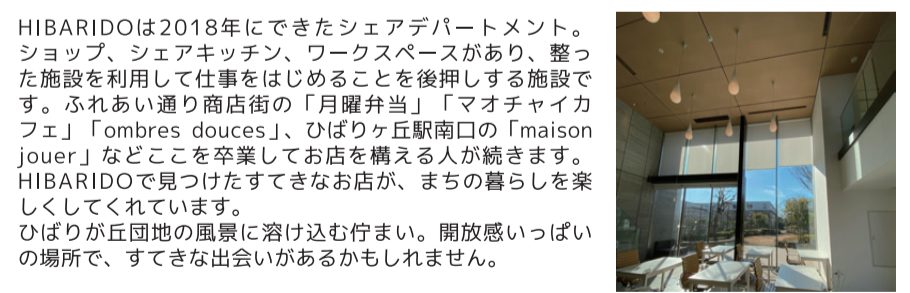 HIBARIDOは2018年にできたシェアデパートメント。
ショップ、シェアキッチン、ワークスペースがあり、整っ
た施設を利用して仕事をはじめることを後押しする施設で
す。ふれあい通り商店街の「月曜弁当」「マオチャイカ
フェ」「ombres douces」、ひばりヶ丘駅南口の「maison
jouer」などここを卒業してお店を構える人が続きます。
HIBARIDOで見つけたすてきなお店が、まちの暮らしを楽
しくしてくれています。
ひばりが丘団地の風景に溶け込む佇まい。開放感いっぱい
の場所で、すてきな出会いがあるかもしれません。